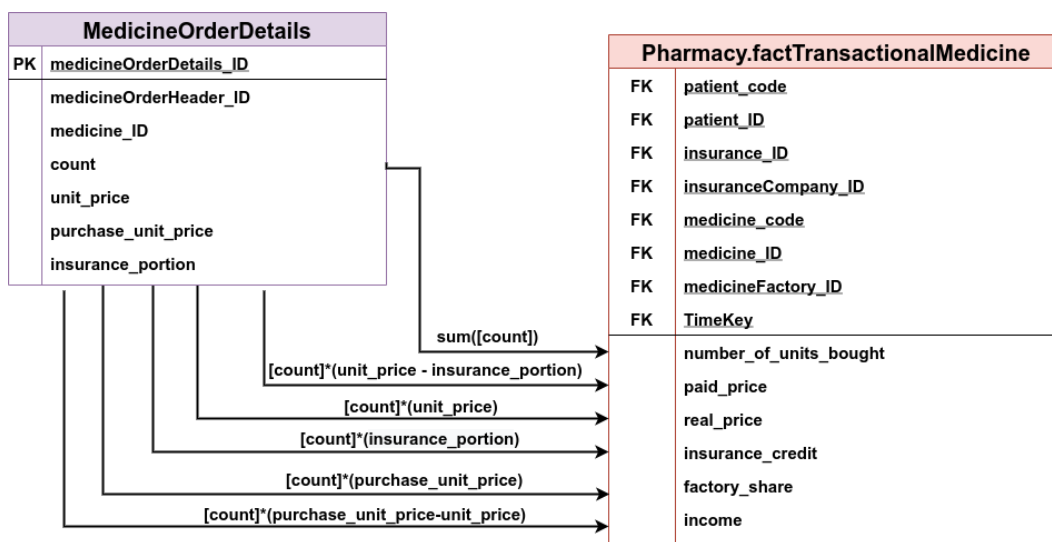 MedicineOrderDetails
PK medicineOrderDetails_ID
medicineOrderHeader_ID
medicine_ID
count
unit_price
purchase_unit_price
insurance_portion
Pharmacy.factTransactionalMedicine
FK patient_code
FK patient_ID
FK insurance_ID
FK insuranceCompany_ID
FK medicine_code
FK medicine_ID
FK medicineFactory_ID
FK TimeKey
number_of_units_bought
paid_price
real_price
insurance_credit
factory_share
income
sum([count])
[count]*(unit_price - insurance_portion)
[count]*(unit_price)
[count]*(insurance_portion)
[count]*(purchase_unit_price)
[count]*(purchase_unit_price-unit_price)